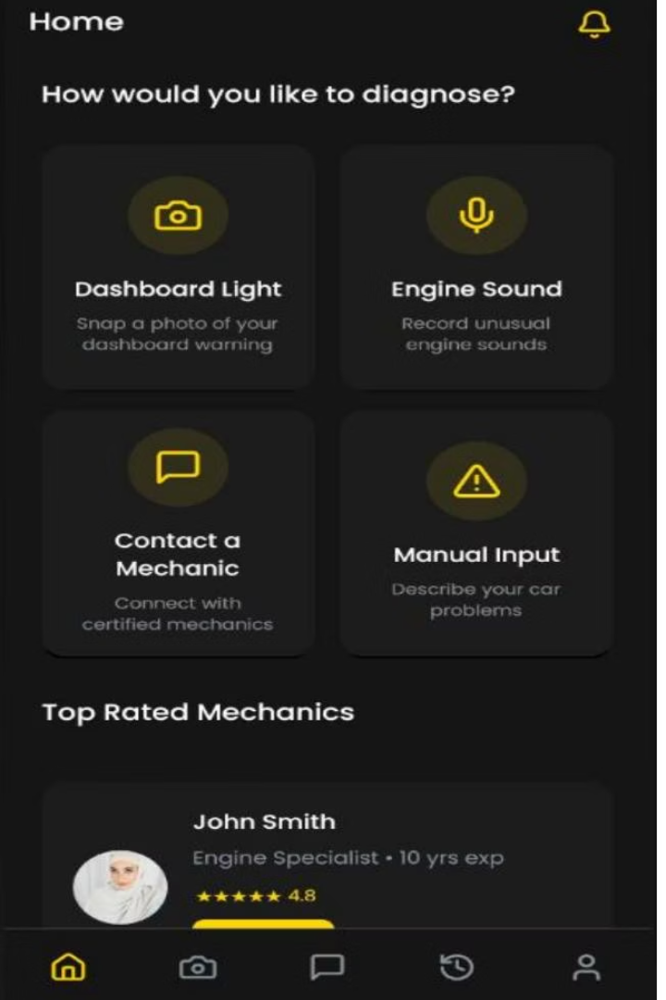 Home
How would you like to diagnose?
Dashboard Light
Snap a photo of your
dashboard warning
Engine Sound
Record unusual
engine sounds
Contact a
Mechanic
Connect with
certified mechanics
Manual Input
Describe your car
problems
Top Rated Mechanics
John Smith
Engine Specialist • 10 yrs exp
★★★★★ 4.8